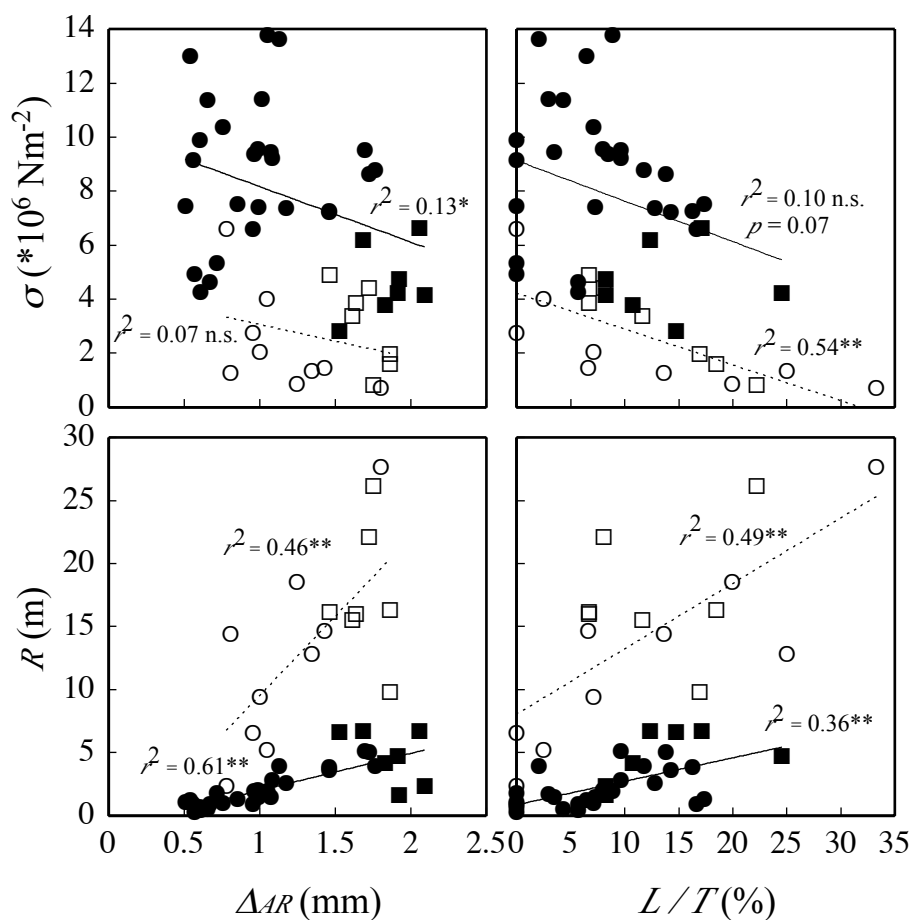 14
12
10
8
6
4
2
0
σ (*10⁶ Nm⁻²)
r² = 0.13*
r² = 0.07 n.s.
r² = 0.10 n.s.
p = 0.07
r² = 0.54**
30
25
20
15
10
5
0
R (m)
r² = 0.46**
r² = 0.61**
r² = 0.49**
r² = 0.36**
0 0.5 1 1.5 2 2.5
0 5 10 15 20 25 30 35
ΔAR (mm)
L / T (%)